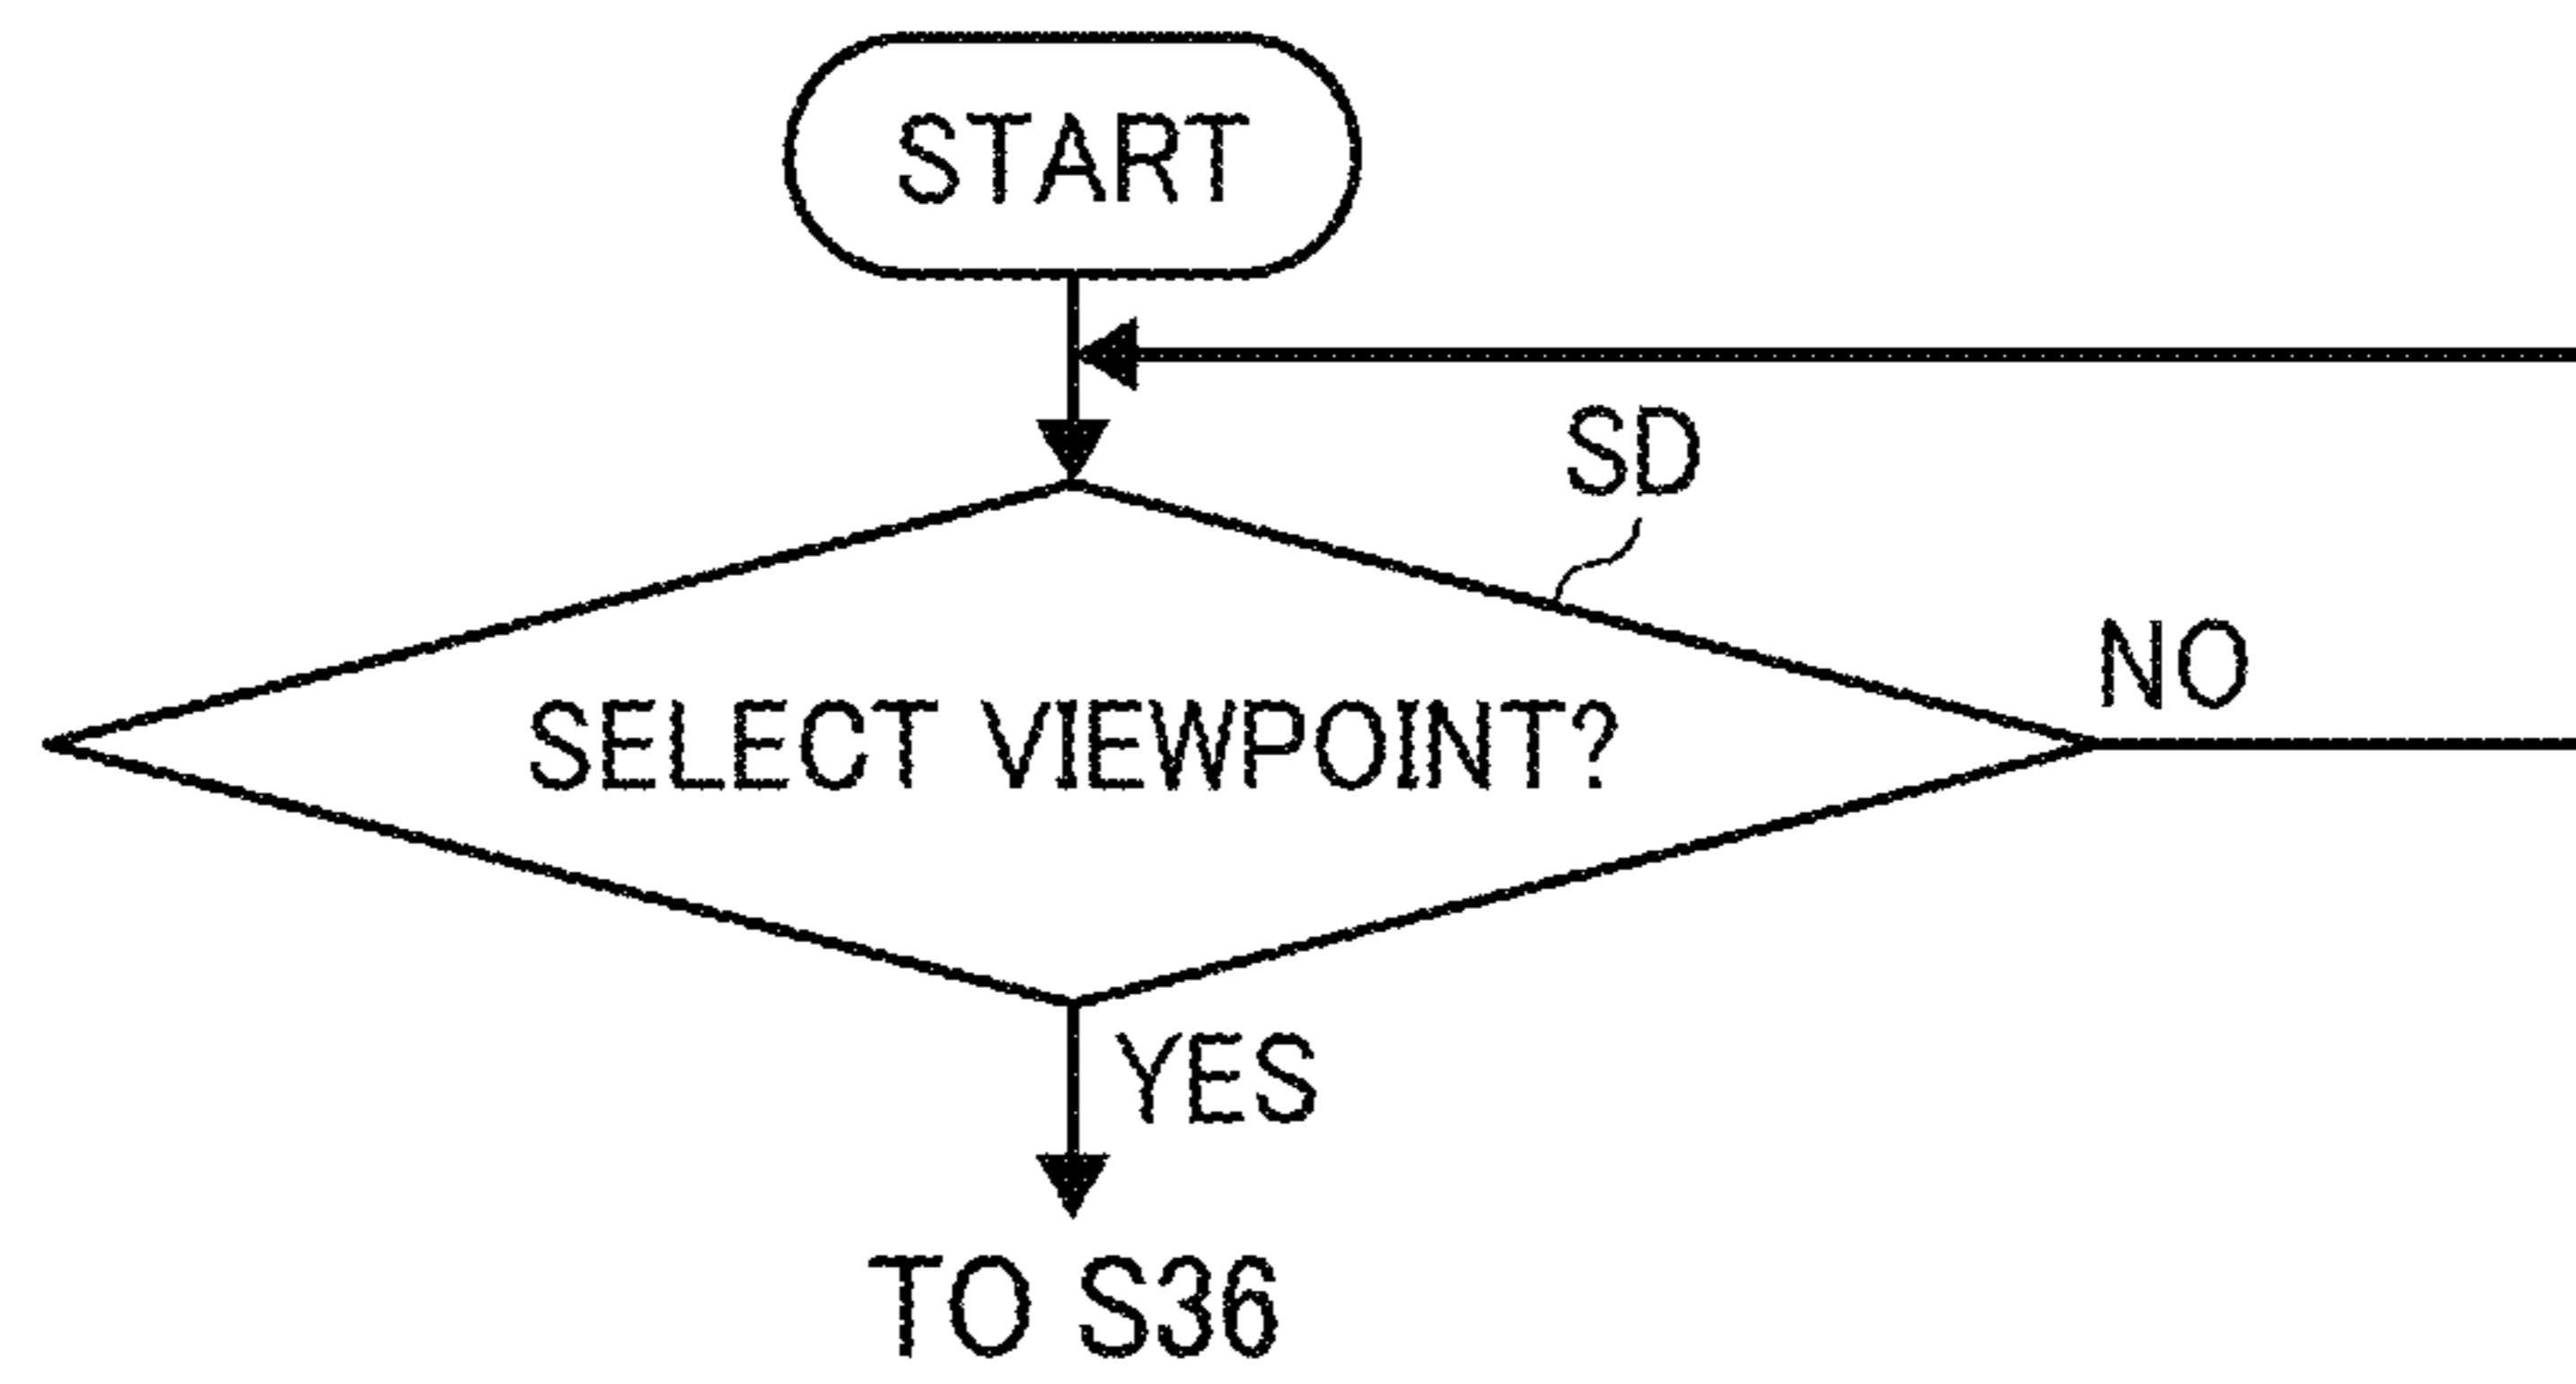 START
SD
NO
SELECT VIEWPOINT?
YES
TO S36